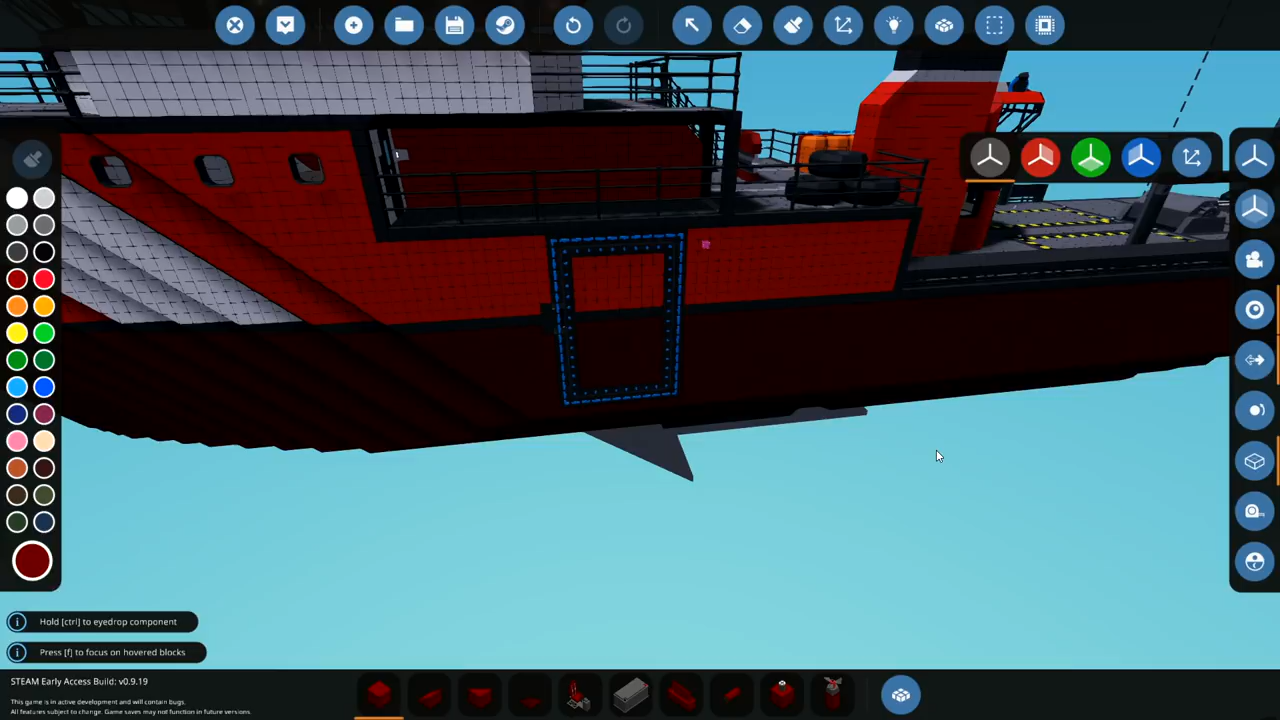 Hold [ctrl] to eyedrop component
Press [f] to focus on hovered blocks
STEAM Early Access Build: v0.9.19
This game is in active development and will contain bugs.
All features subject to change. Game saves may not function in future versions.